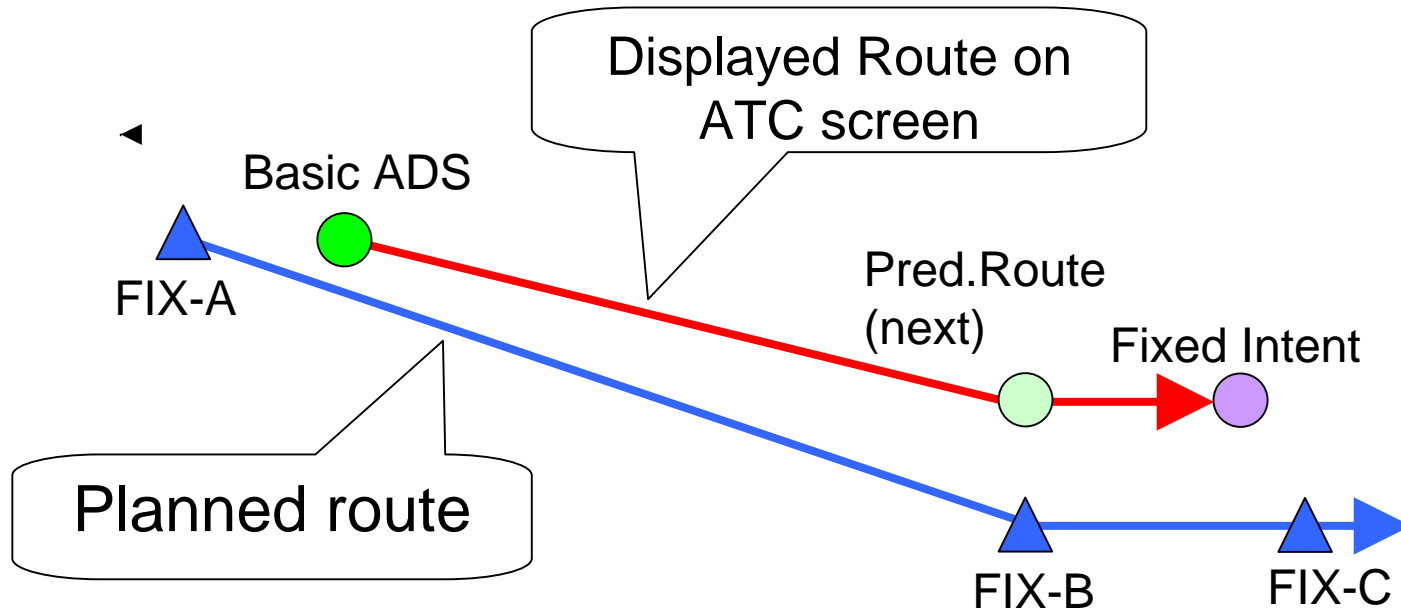 Displayed Route on
ATC screen
Basic ADS
FIX-A
Pred.Route
(next)
Fixed Intent
Planned route
FIX-B
FIX-C